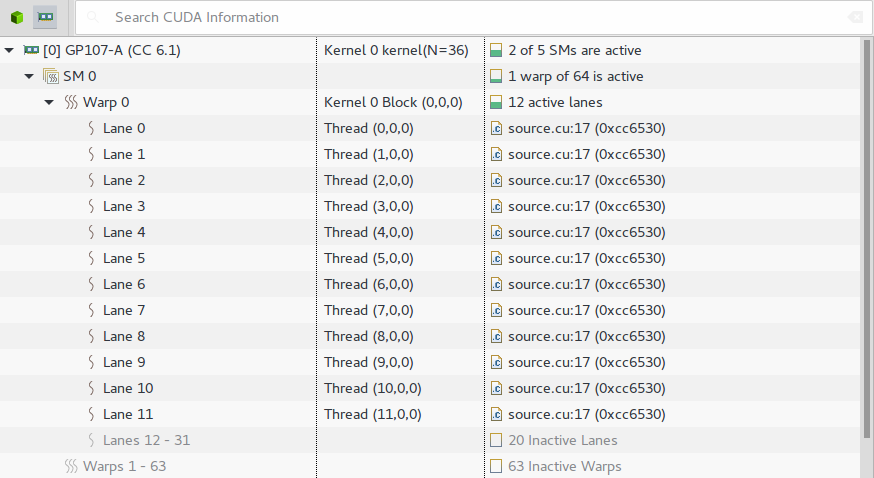 Search CUDA Information
[0] GP107-A (CC 6.1) Kernel 0 kernel(N=36) 2 of 5 SMs are active
SM 0 1 warp of 64 is active
Warp 0 Kernel 0 Block (0,0,0) 12 active lanes
Lane 0 Thread (0,0,0) .c source.cu:17 (0xcc6530)
Lane 1 Thread (1,0,0) .c source.cu:17 (0xcc6530)
Lane 2 Thread (2,0,0) .c source.cu:17 (0xcc6530)
Lane 3 Thread (3,0,0) .c source.cu:17 (0xcc6530)
Lane 4 Thread (4,0,0) .c source.cu:17 (0xcc6530)
Lane 5 Thread (5,0,0) .c source.cu:17 (0xcc6530)
Lane 6 Thread (6,0,0) .c source.cu:17 (0xcc6530)
Lane 7 Thread (7,0,0) .c source.cu:17 (0xcc6530)
Lane 8 Thread (8,0,0) .c source.cu:17 (0xcc6530)
Lane 9 Thread (9,0,0) .c source.cu:17 (0xcc6530)
Lane 10 Thread (10,0,0) .c source.cu:17 (0xcc6530)
Lane 11 Thread (11,0,0) .c source.cu:17 (0xcc6530)
Lanes 12 - 31 20 Inactive Lanes
Warps 1 - 63 63 Inactive Warps